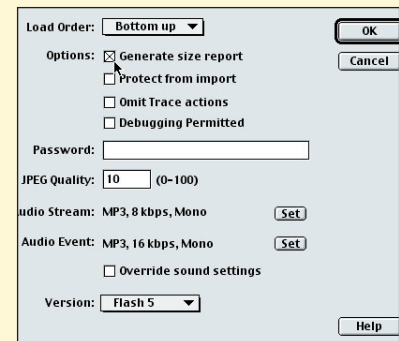 Load Order: Bottom up
OK
Options: Generate size report
Cancel
Protect from import
Omit Trace actions
Debugging Permitted
Password:
JPEG Quality: 10 (0-100)
udio Stream: MP3, 8 kbps, Mono Set
Audio Event: MP3, 16 kbps, Mono Set
Override sound settings
Version: Flash 5
Help